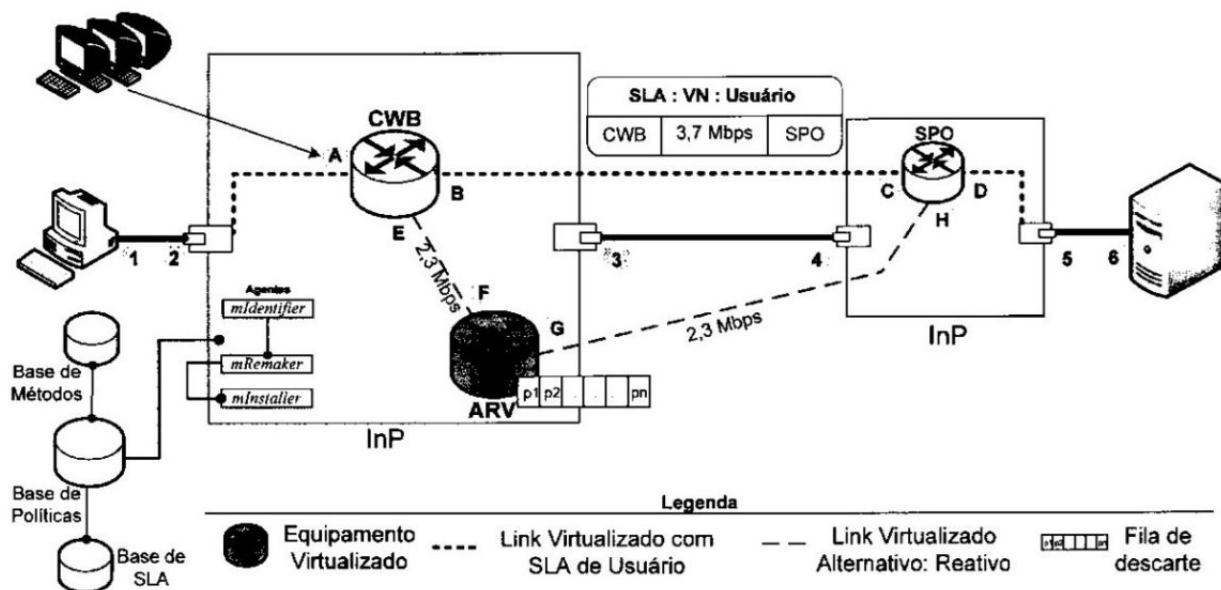 SLA : VN : Usuário
CWB 3,7 Mbps SPO
CWB
SPO
A
B
C
D
E
H
1
2
3
4
5
6
2,3 Mbps
F
G
2,3 Mbps
Agentes
mIdentifier
mRemaker
mInstaller
ARV
p1 p2 . . . pn
InP
InP
Base de
Métodos
Base de
Políticas
Base de
SLA
Legenda
Equipamento
Virtualizado
Link Virtualizado com
SLA de Usuário
Link Virtualizado
Alternativo: Reativo
p1 p2 pn
Fila de
descarte